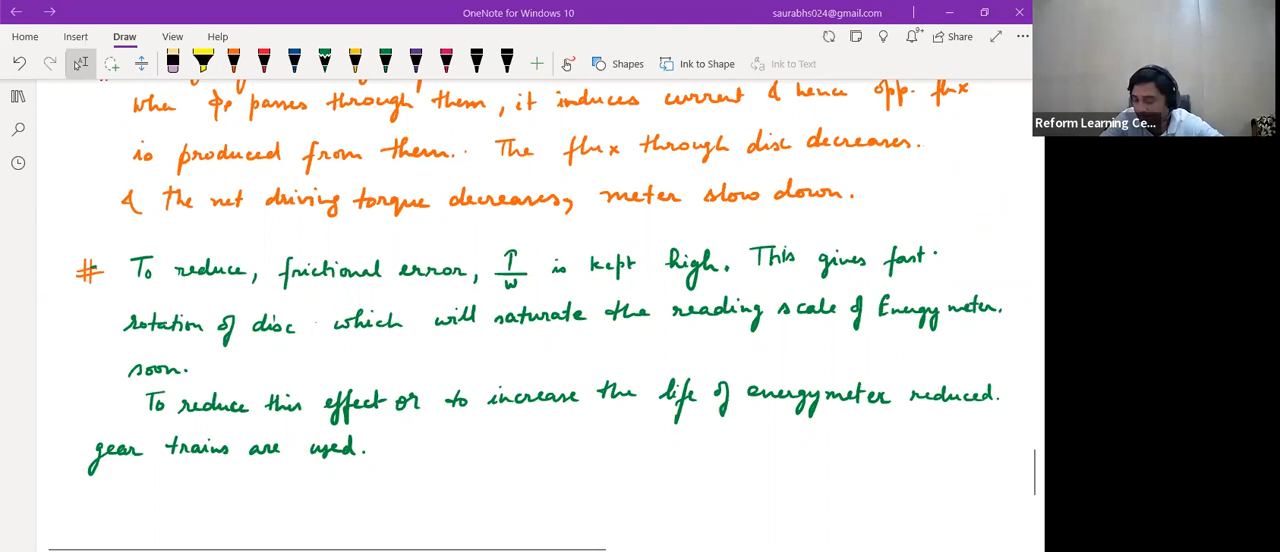 OneNote for Windows 10
saurabhs024@gmail.com
Home Insert Draw View Help
9+ Share
Shapes Ink to Shape Ink to Text
Reform Learning Ce...
when ϕp passes through them, it induces current & hence opp. flux
is produced from them.. The flux through disc decreases.
& the net driving torque decreases, meter slow down.
# To reduce, frictional error, T/w is kept high. This gives fast.
rotation of disc which will saturate the reading scale of Energy meter.
soon.
To reduce this effect or to increase the life of energymeter reduced.
gear trains are used.